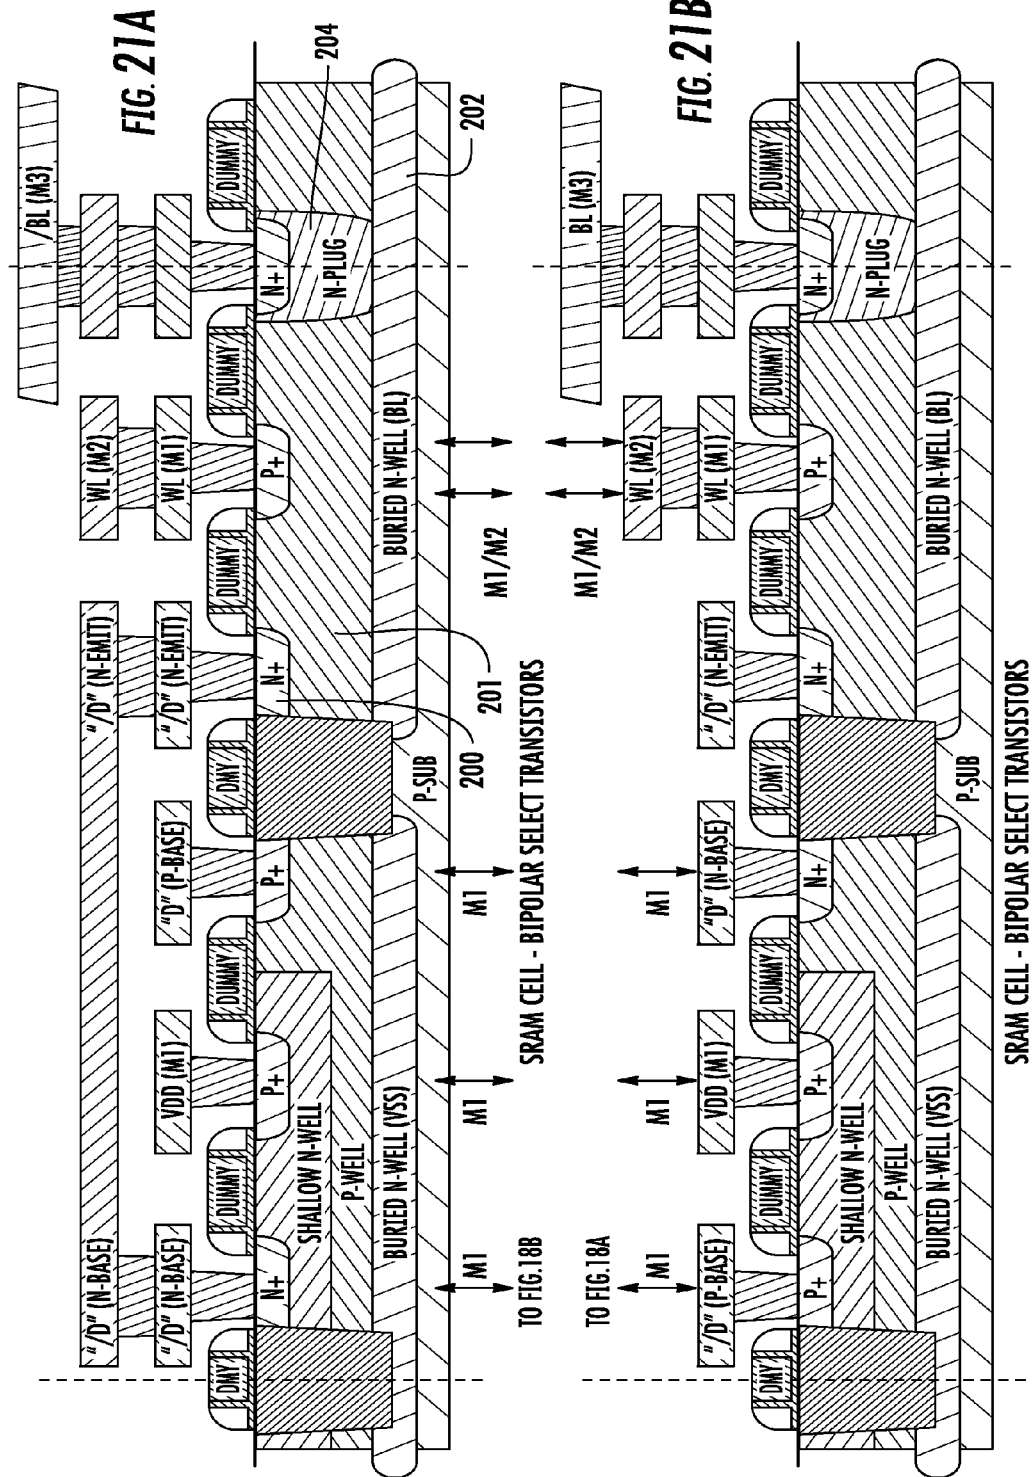 FIG. 21A
/BL (M3)
204
"/D" (N-BASE)
"/D" (N-EMIT)
WL (M2)
"/D" (N-BASE)
VDD (M1)
"D" (P-BASE)
"/D" (N-EMIT)
WL (M1)
DMY
DUMMY
DUMMY
DMY
DUMMY
DUMMY
DUMMY
N+
P+
P+
N+
P+
N+
SHALLOW N-WELL
P-WELL
N-PLUG
BURIED N-WELL (VSS)
BURIED N-WELL (BL)
P-SUB
200
201
202
M1
M1
M1
M1/M2
TO FIG.18B
SRAM CELL - BIPOLAR SELECT TRANSISTORS
FIG. 21B
BL (M3)
TO FIG.18A
M1
M1
M1
M1/M2
WL (M2)
"/D" (P-BASE)
VDD (M1)
"D" (N-BASE)
"/D" (N-EMIT)
WL (M1)
DMY
DUMMY
DUMMY
DMY
DUMMY
DUMMY
DUMMY
P+
P+
N+
N+
P+
N+
SHALLOW N-WELL
P-WELL
N-PLUG
BURIED N-WELL (VSS)
BURIED N-WELL (BL)
P-SUB
SRAM CELL - BIPOLAR SELECT TRANSISTORS